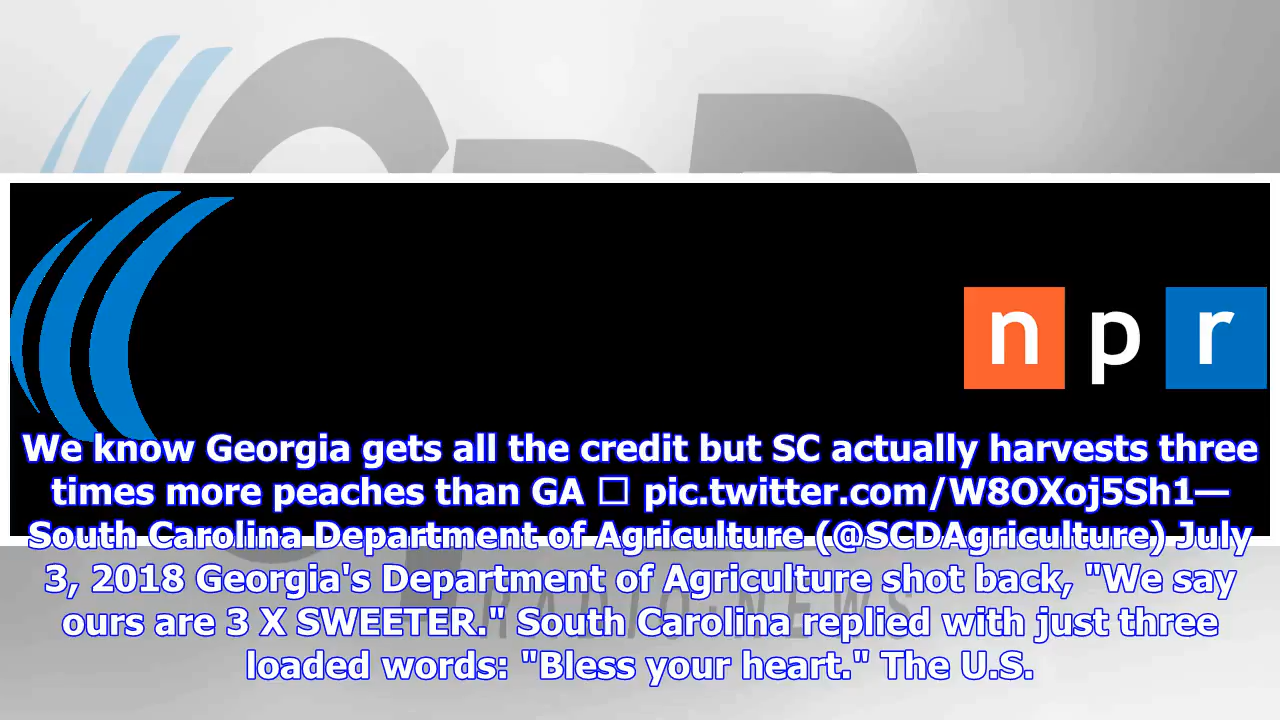 npr
We know Georgia gets all the credit but SC actually harvests three
times more peaches than GA □ pic.twitter.com/W8OXoj5Sh1—
South Carolina Department of Agriculture (@SCDAgriculture) July
3, 2018 Georgia's Department of Agriculture shot back, "We say
ours are 3 X SWEETER." South Carolina replied with just three
loaded words: "Bless your heart." The U.S.
RADIO·NEWS